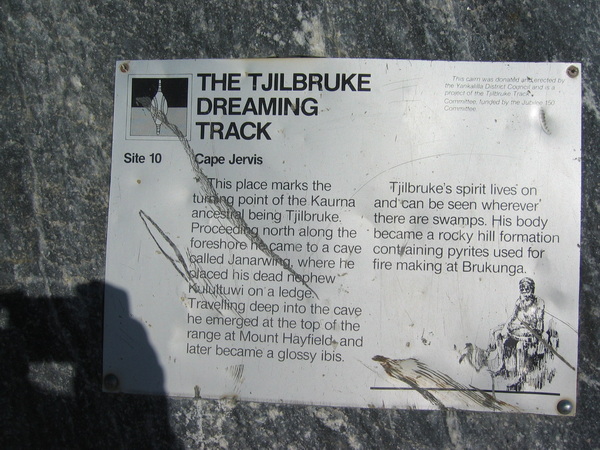 THE TJILBRUKE
DREAMING
TRACK
This cairn was donated and erected by
the Yankalilla District Council and is a
project of the Tjilbruke Track
Committee, funded by the Jubilee 150
Committee.
Site 10 Cape Jervis
This place marks the
turning point of the Kaurna
ancestral being Tjilbruke.
Proceeding north along the
foreshore he came to a cave
called Janarwing, where he
placed his dead nephew
Kulultuwi on a ledge.
Travelling deep into the cave
he emerged at the top of the
range at Mount Hayfield, and
later became a glossy ibis.
Tjilbruke's spirit lives on
and can be seen wherever
there are swamps. His body
became a rocky hill formation
containing pyrites used for
fire making at Brukunga.